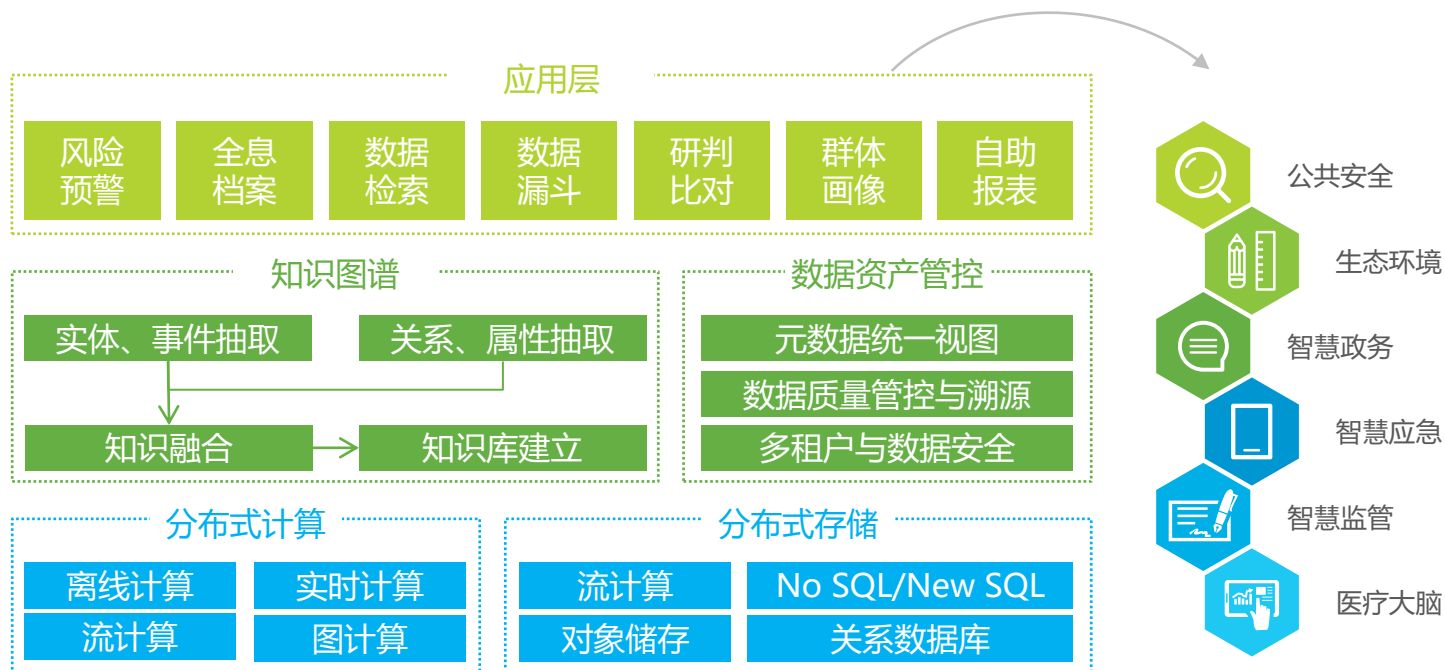 应用层
风险
预警
全息
档案
数据
检索
数据
漏斗
研判
比对
群体
画像
自助
报表
知识图谱
实体、事件抽取
关系、属性抽取
知识融合
知识库建立
数据资产管控
元数据统一视图
数据质量管控与溯源
多租户与数据安全
分布式计算
离线计算
实时计算
流计算
图计算
分布式存储
流计算
No SQL/New SQL
对象储存
关系数据库
公共安全
生态环境
智慧政务
智慧应急
智慧监管
医疗大脑